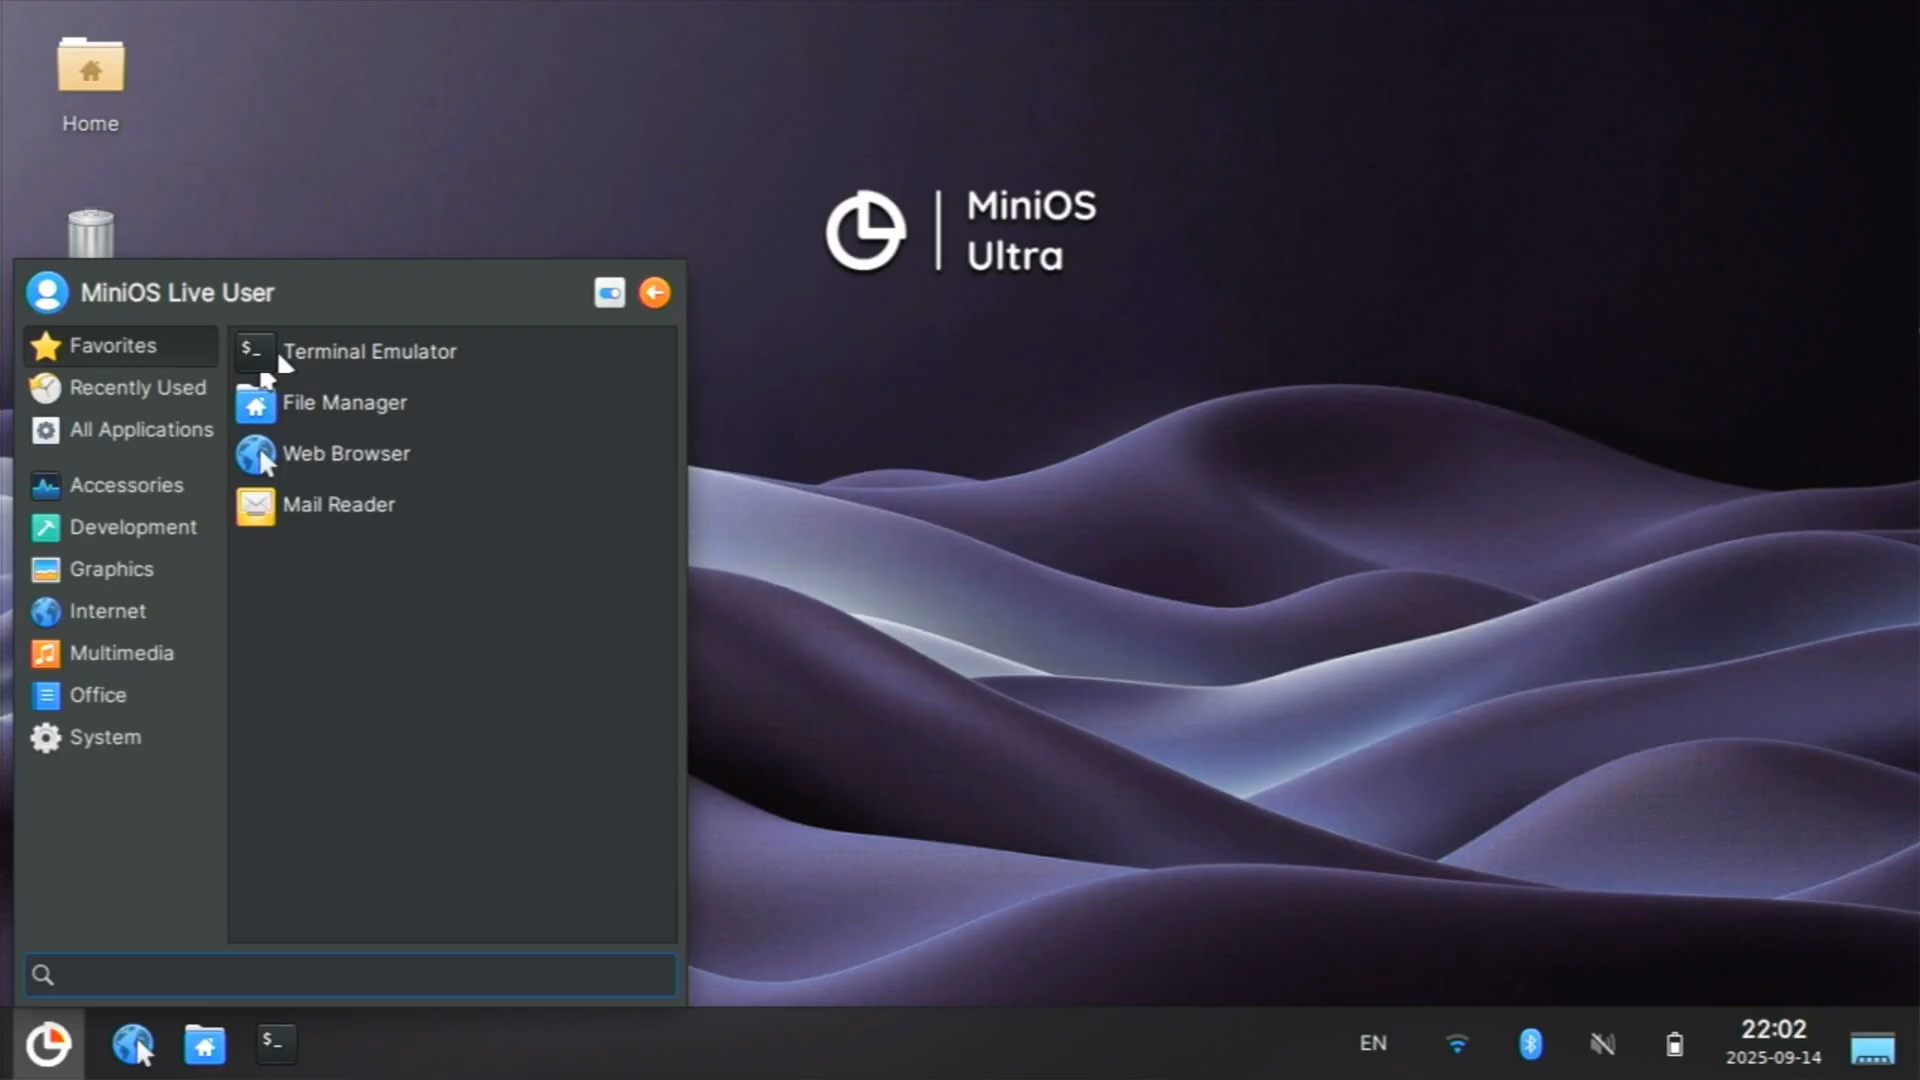 Home
MiniOS
Ultra
MiniOS Live User
Favorites
Recently Used
All Applications
Accessories
Development
Graphics
Internet
Multimedia
Office
System
$_ Terminal Emulator
File Manager
Web Browser
Mail Reader
$_
EN
22:02
2025-09-14